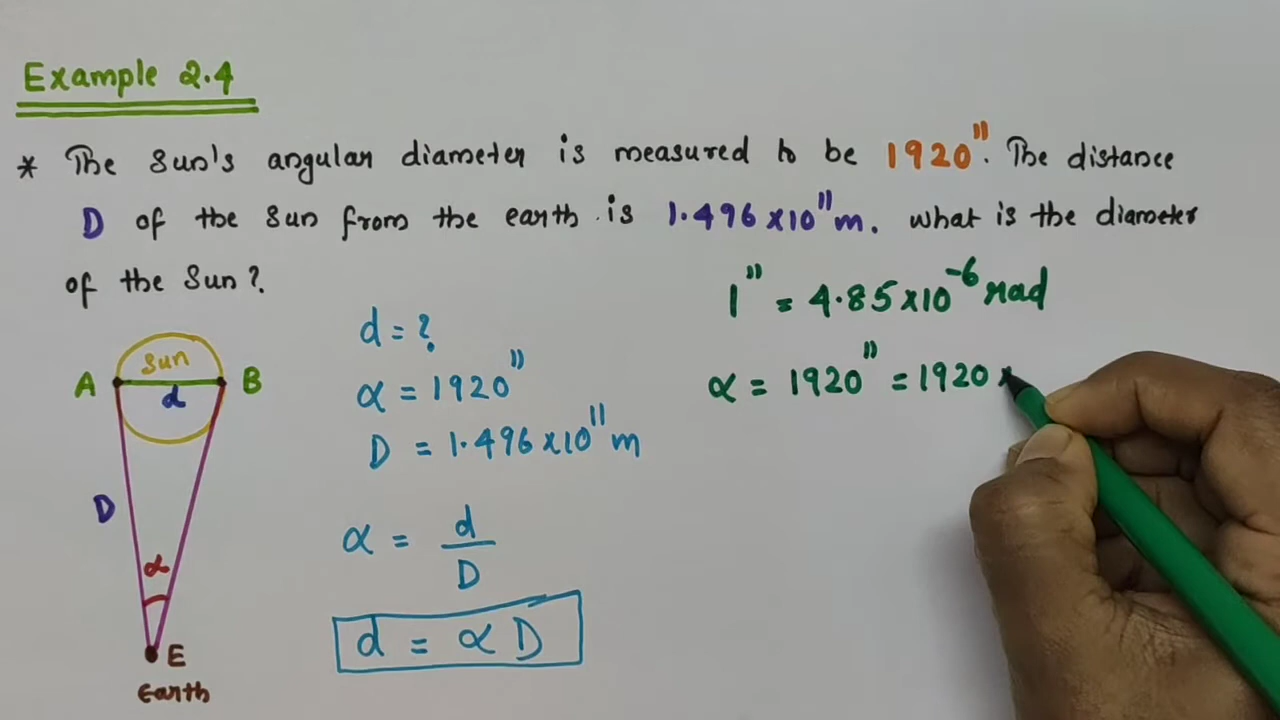 Example 2.4
* The Sun's angular diameter is measured to be 1920". The distance
D of the Sun from the earth is 1.496×10¹¹m. what is the diameter
of the Sun?
1" = 4.85×10⁻⁶ rad
d = ?
α = 1920"
D = 1.496×10¹¹ m
α = 1920" = 1920 ×
Sun
A B
d
D
α
E
Earth
α = d/D
d = αD